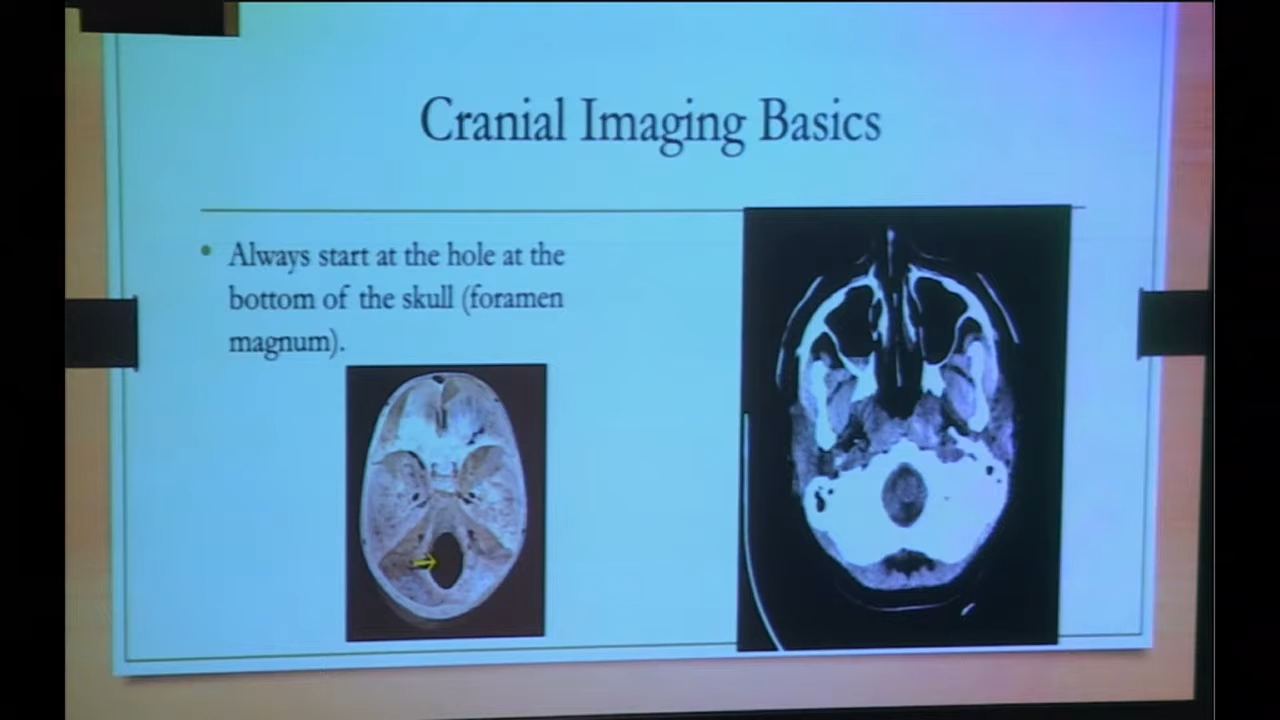 Cranial Imaging Basics
Always start at the hole at the
bottom of the skull (foramen
magnum).